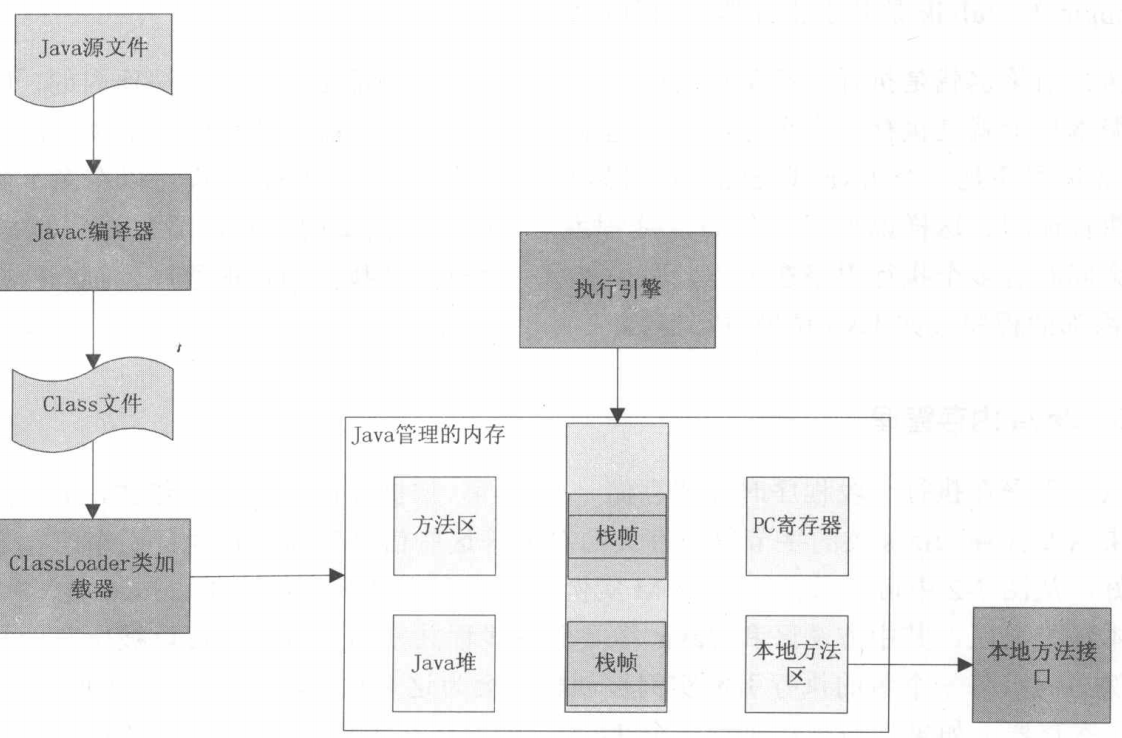 Java源文件
Javac编译器
Class文件
ClassLoader类加
载器
执行引擎
Java管理的内存
方法区
栈帧
PC寄存器
Java堆
栈帧
本地方法
区
本地方法接
口